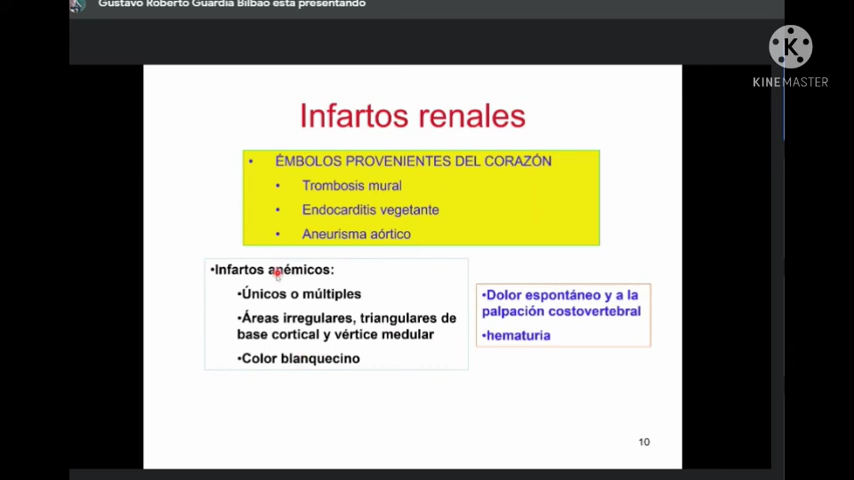 Gustavo Roberto Guardia Bilbao está presentando
K
KINEMASTER
Infartos renales
• ÉMBOLOS PROVENIENTES DEL CORAZÓN
• Trombosis mural
• Endocarditis vegetante
• Aneurisma aórtico
•Infartos anémicos:
•Únicos o múltiples
•Áreas irregulares, triangulares de
base cortical y vértice medular
•Color blanquecino
•Dolor espontáneo y a la
palpación costovertebral
•hematuria
10